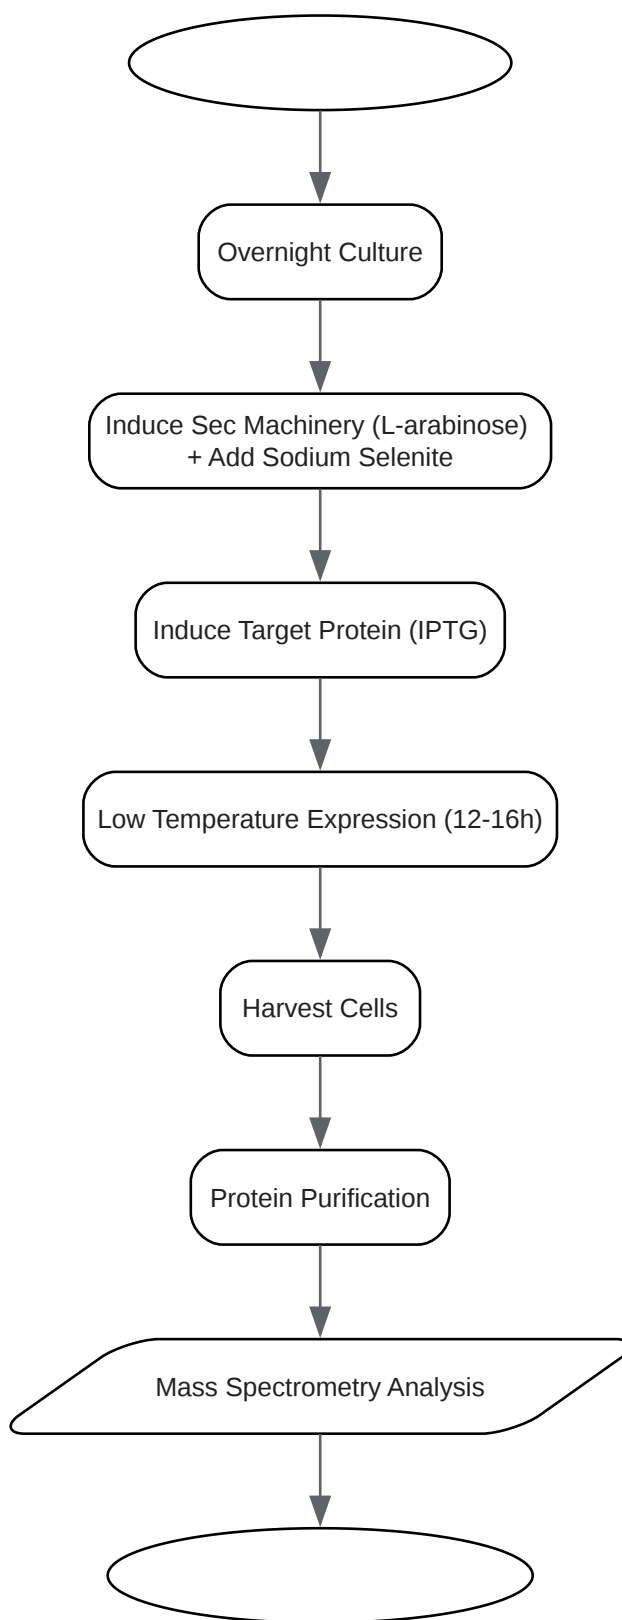 Overnight Culture
Induce Sec Machinery (L-arabinose)
+ Add Sodium Selenite
Induce Target Protein (IPTG)
Low Temperature Expression (12-16h)
Harvest Cells
Protein Purification
Mass Spectrometry Analysis